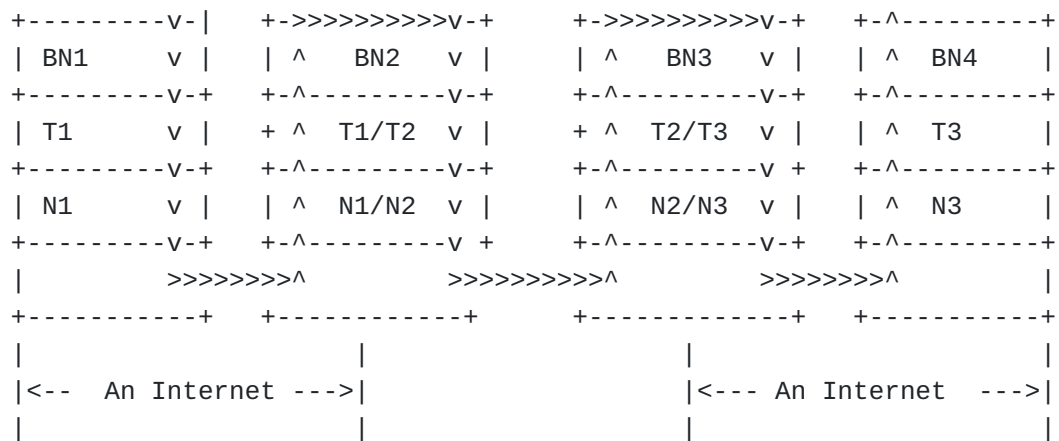 +---------v-|   +->>>>>>>>>>v-+     +->>>>>>>>>>v-+   +-^---------+
| BN1     v |   | ^   BN2   v |     | ^   BN3   v |   | ^  BN4    |
+---------v-+   +-^---------v-+     +-^---------v-+   +-^---------+
| T1      v |   + ^  T1/T2  v |     + ^  T2/T3  v |   | ^  T3     |
+---------v-+   +-^---------v-+     +-^---------v +   +-^---------+
| N1      v |   | ^  N1/N2  v |     | ^  N2/N3  v |   | ^  N3     |
+---------v-+   +-^---------v +     +-^---------v-+   +-^---------+
|         >>>>>>>>^         >>>>>>>>>>^         >>>>>>>>^         |
+-----------+   +------------+      +-------------+   +-----------+
|                     |                    |                      |
|<--  An Internet --->|                    |<--- An Internet  --->|
|                     |                    |                      |